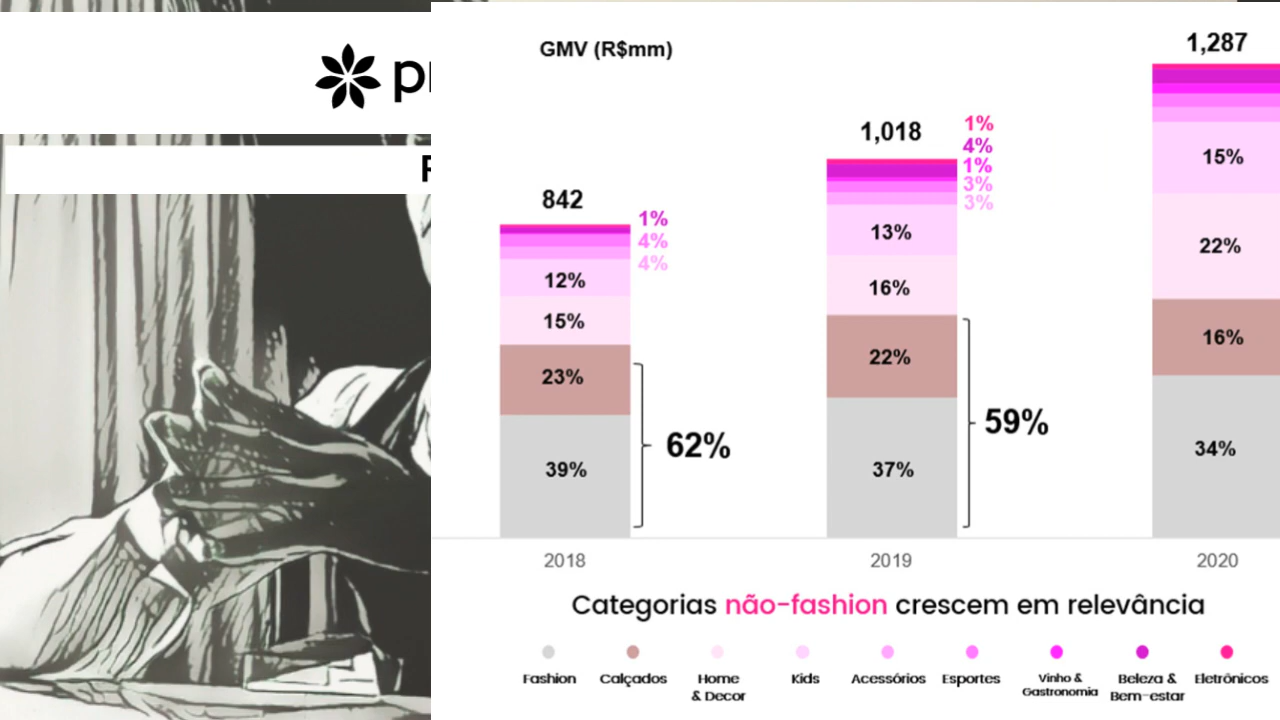 GMV (R$mm)
842
1%
4%
4%
12%
15%
23%
39%
62%
2018
1,018
1%
4%
1%
3%
3%
13%
16%
22%
37%
59%
2019
1,287
15%
22%
16%
34%
2020
Categorias não-fashion crescem em relevância
Fashion
Calçados
Home
& Decor
Kids
Acessórios
Esportes
Vinho &
Gastronomia
Beleza &
Bem-estar
Eletrônicos